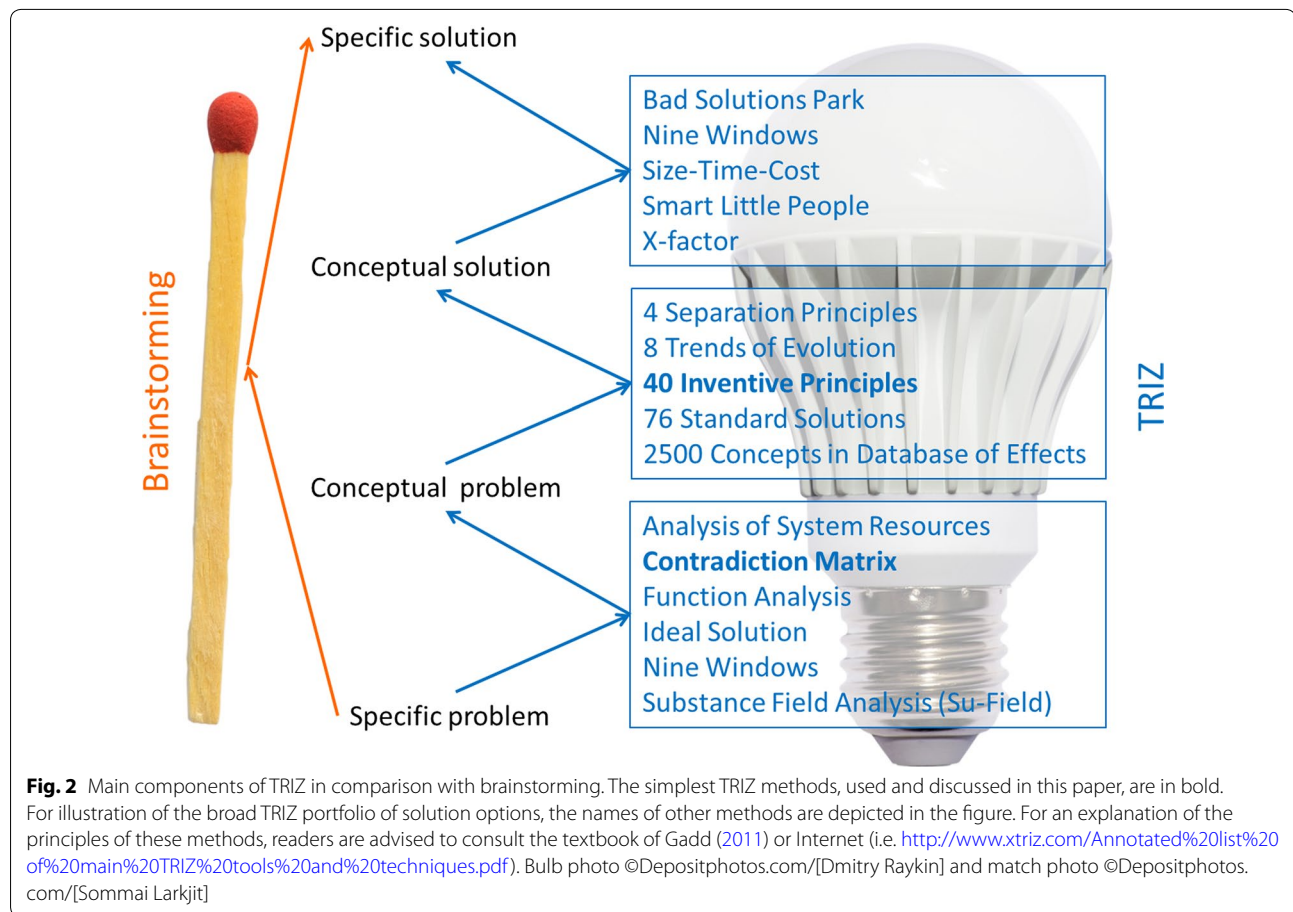 Specific solution
Bad Solutions Park
Nine Windows
Size-Time-Cost
Smart Little People
X-factor
Conceptual solution
Brainstorming
4 Separation Principles
8 Trends of Evolution
40 Inventive Principles
76 Standard Solutions
2500 Concepts in Database of Effects
TRIZ
Conceptual  problem
Analysis of System Resources
Contradiction Matrix
Function Analysis
Ideal Solution
Nine Windows
Substance Field Analysis (Su-Field)
Specific problem
Fig. 2 Main components of TRIZ in comparison with brainstorming. The simplest TRIZ methods, used and discussed in this paper, are in bold.
For illustration of the broad TRIZ portfolio of solution options, the names of other methods are depicted in the figure. For an explanation of the
principles of these methods, readers are advised to consult the textbook of Gadd (2011) or Internet (i.e. http://www.xtriz.com/Annotated%20list%20
of%20main%20TRIZ%20tools%20and%20techniques.pdf). Bulb photo ©Depositphotos.com/[Dmitry Raykin] and match photo ©Depositphotos.
com/[Sommai Larkjit]